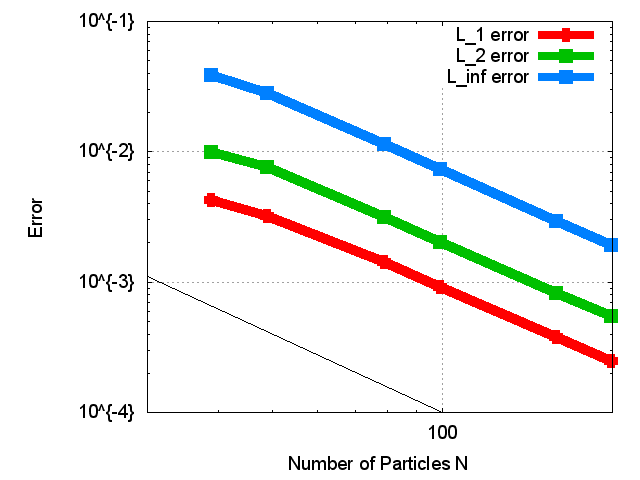 10^{-1}
L_1 error
L_2 error
L_inf error
10^{-2}
Error
10^{-3}
10^{-4}
100
Number of Particles N